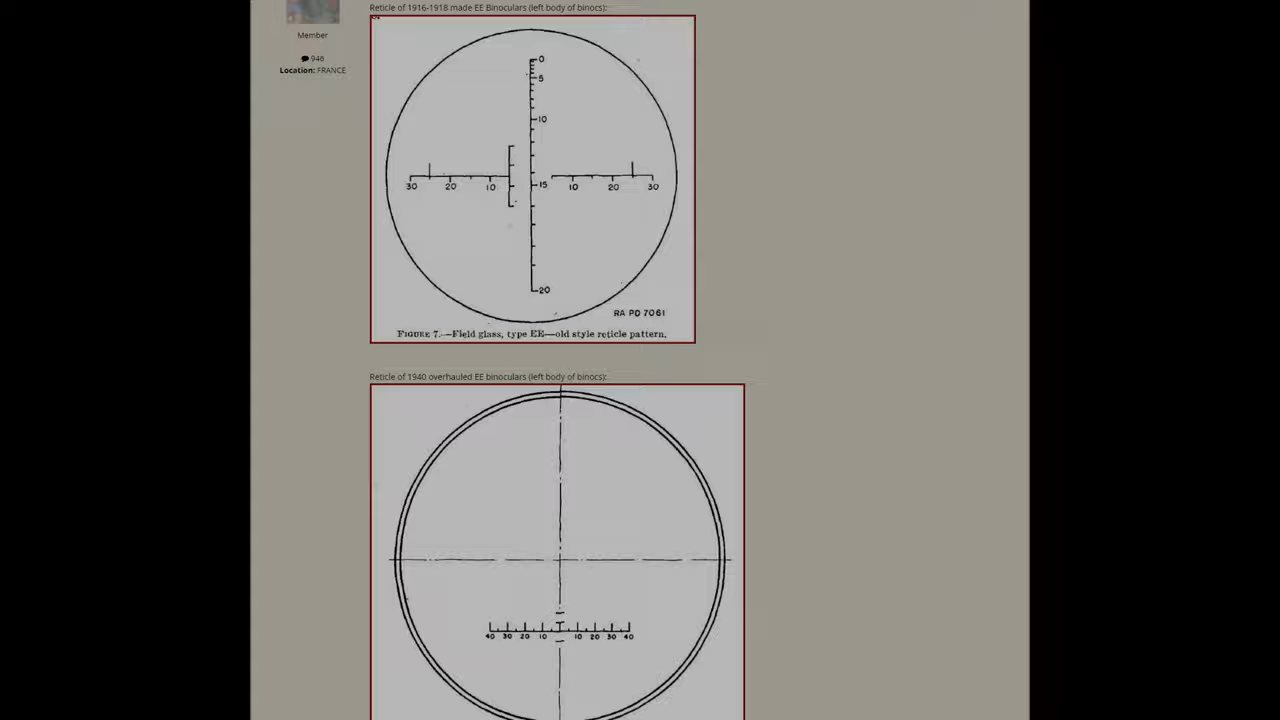 Reticle of 1916-1918 made EE Binoculars (left body of binocs):
Member
946
Location: FRANCE
0
5
10
30 20 10 15 10 20 30
20
RA PD 7061
FIGURE 7.—Field glass, type EE—old style reticle pattern.
Reticle of 1940 overhauled EE binoculars (left body of binocs):
40 30 20 10 10 20 30 40